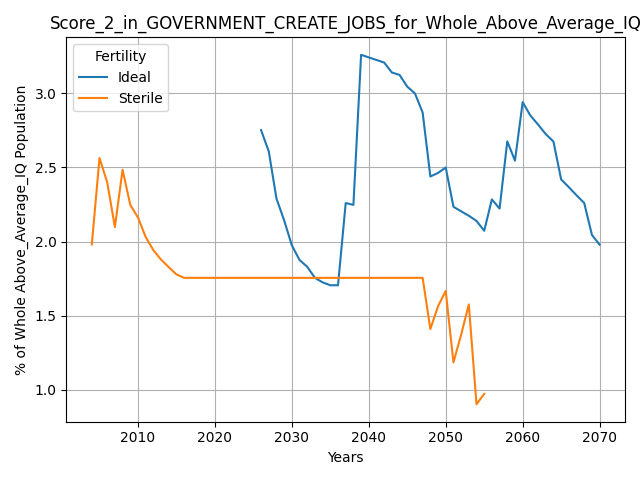 Score_2_in_GOVERNMENT_CREATE_JOBS_for_Whole_Above_Average_IQ
Fertility
Ideal
Sterile
% of Whole Above_Average_IQ Population
3.0
2.5
2.0
1.5
1.0
2010 2020 2030 2040 2050 2060 2070
Years